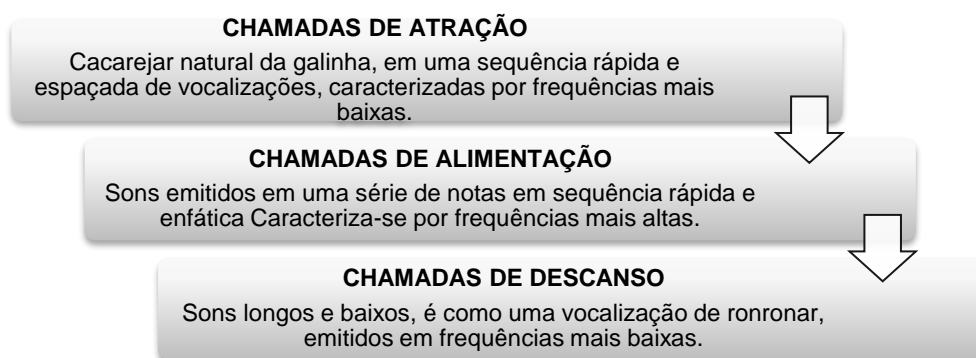 CHAMADAS DE ATRAÇÃO
Cacarejar natural da galinha, em uma sequência rápida e
espaçada de vocalizações, caracterizadas por frequências mais
baixas.
CHAMADAS DE ALIMENTAÇÃO
Sons emitidos em uma série de notas em sequência rápida e
enfática Caracteriza-se por frequências mais altas.
CHAMADAS DE DESCANSO
Sons longos e baixos, é como uma vocalização de ronronar,
emitidos em frequências mais baixas.